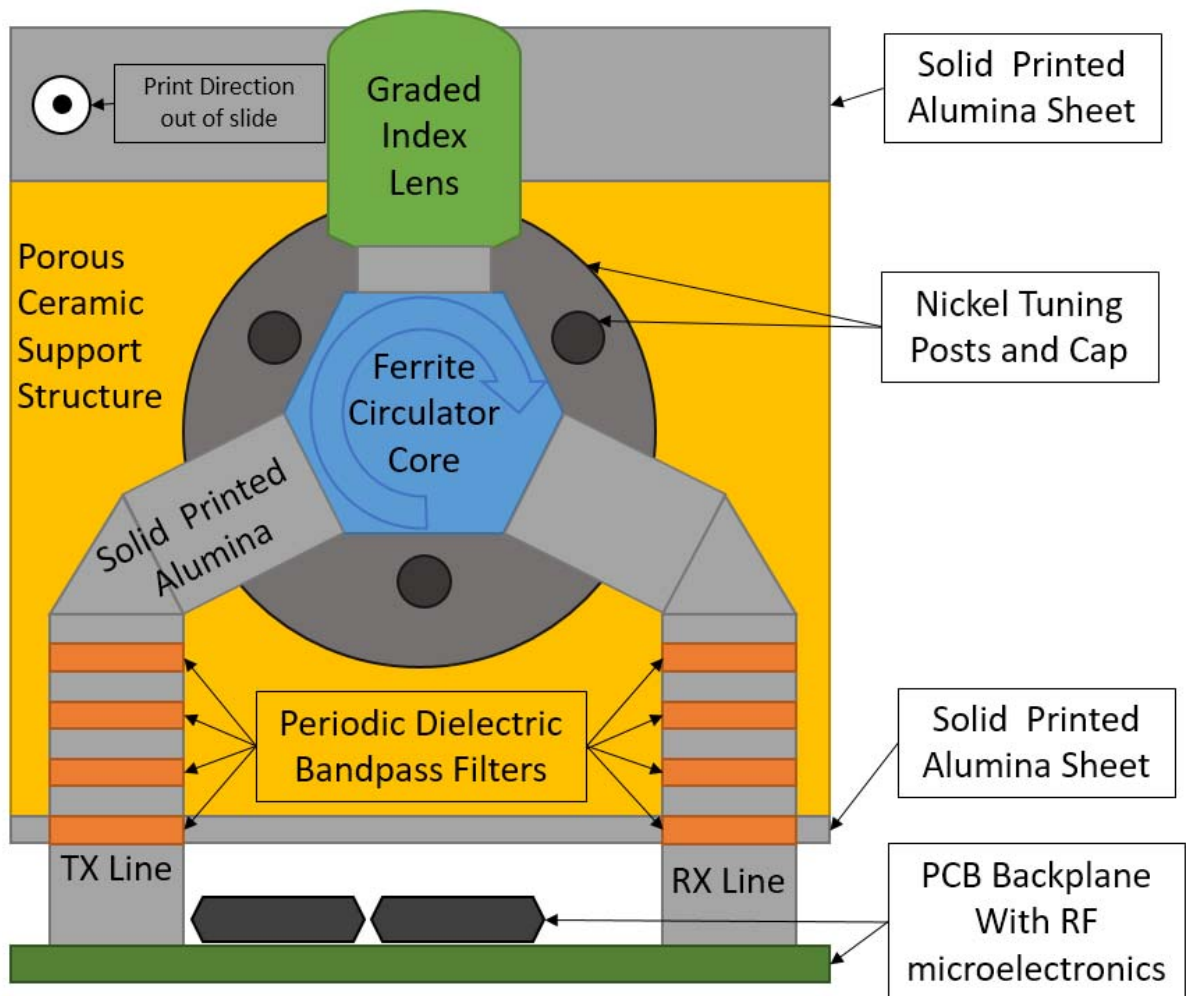 Solid Printed
Alumina Sheet
Print Direction
out of slide
Graded
Index
Lens
Porous
Ceramic
Support
Structure
Nickel Tuning
Posts and Cap
Ferrite
Circulator
Core
Solid Printed
Alumina
Periodic Dielectric
Bandpass Filters
Solid Printed
Alumina Sheet
TX Line
RX Line
PCB Backplane
With RF
microelectronics